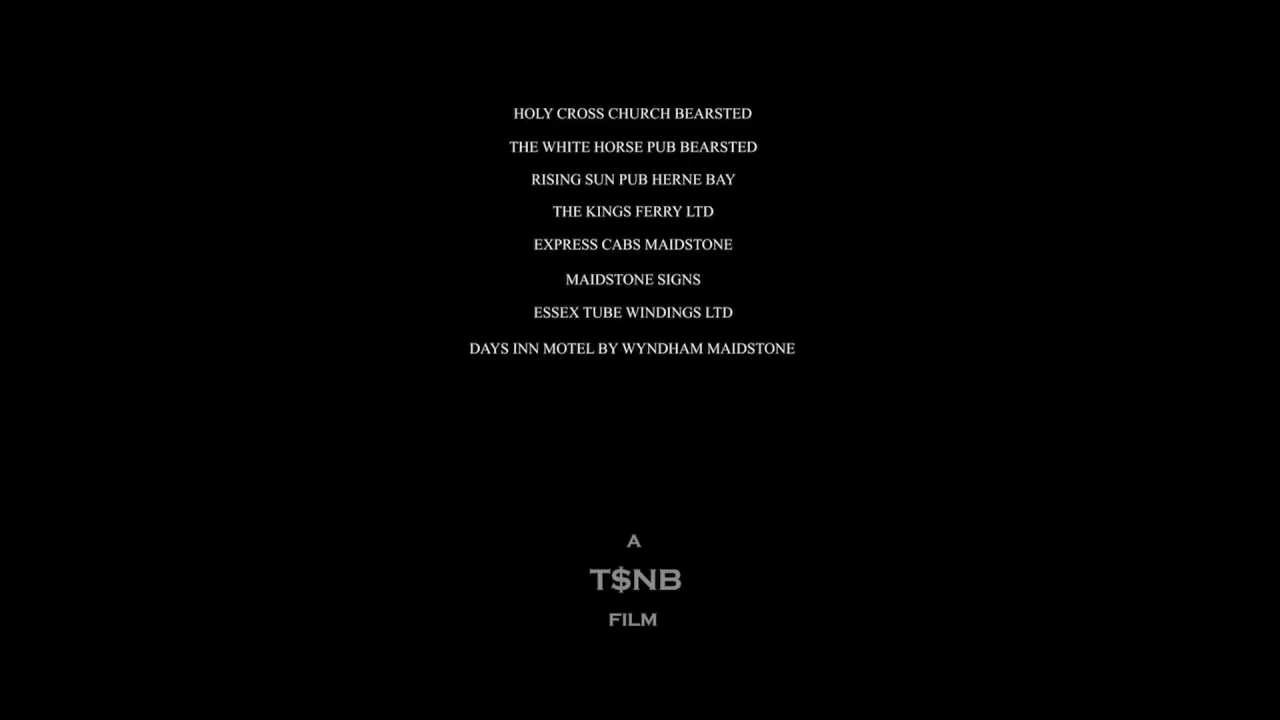 HOLY CROSS CHURCH BEARSTED
THE WHITE HORSE PUB BEARSTED
RISING SUN PUB HERNE BAY
THE KINGS FERRY LTD
EXPRESS CABS MAIDSTONE
MAIDSTONE SIGNS
ESSEX TUBE WINDINGS LTD
DAYS INN MOTEL BY WYNDHAM MAIDSTONE
A
T$NB
FILM